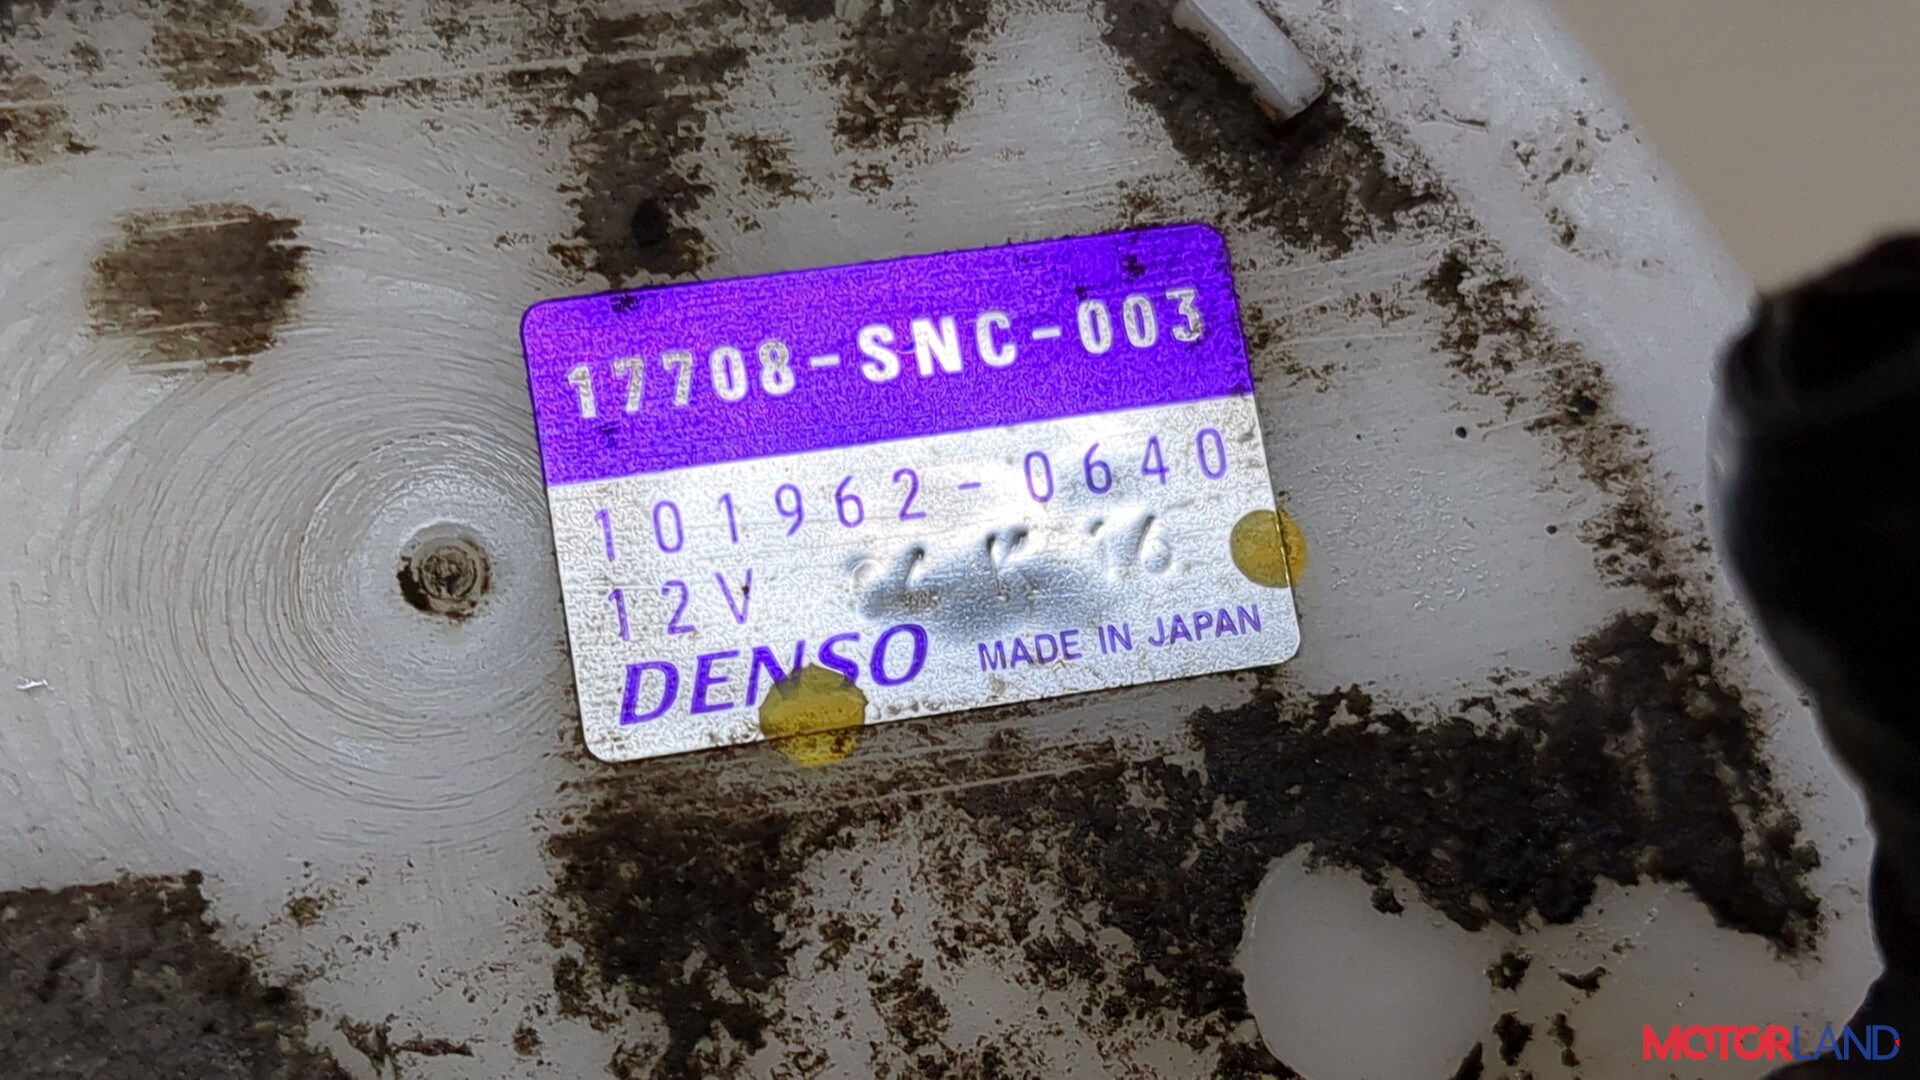 17708-SNC-003
101962-0640
12V
DENSO MADE IN JAPAN
MOTORLAND